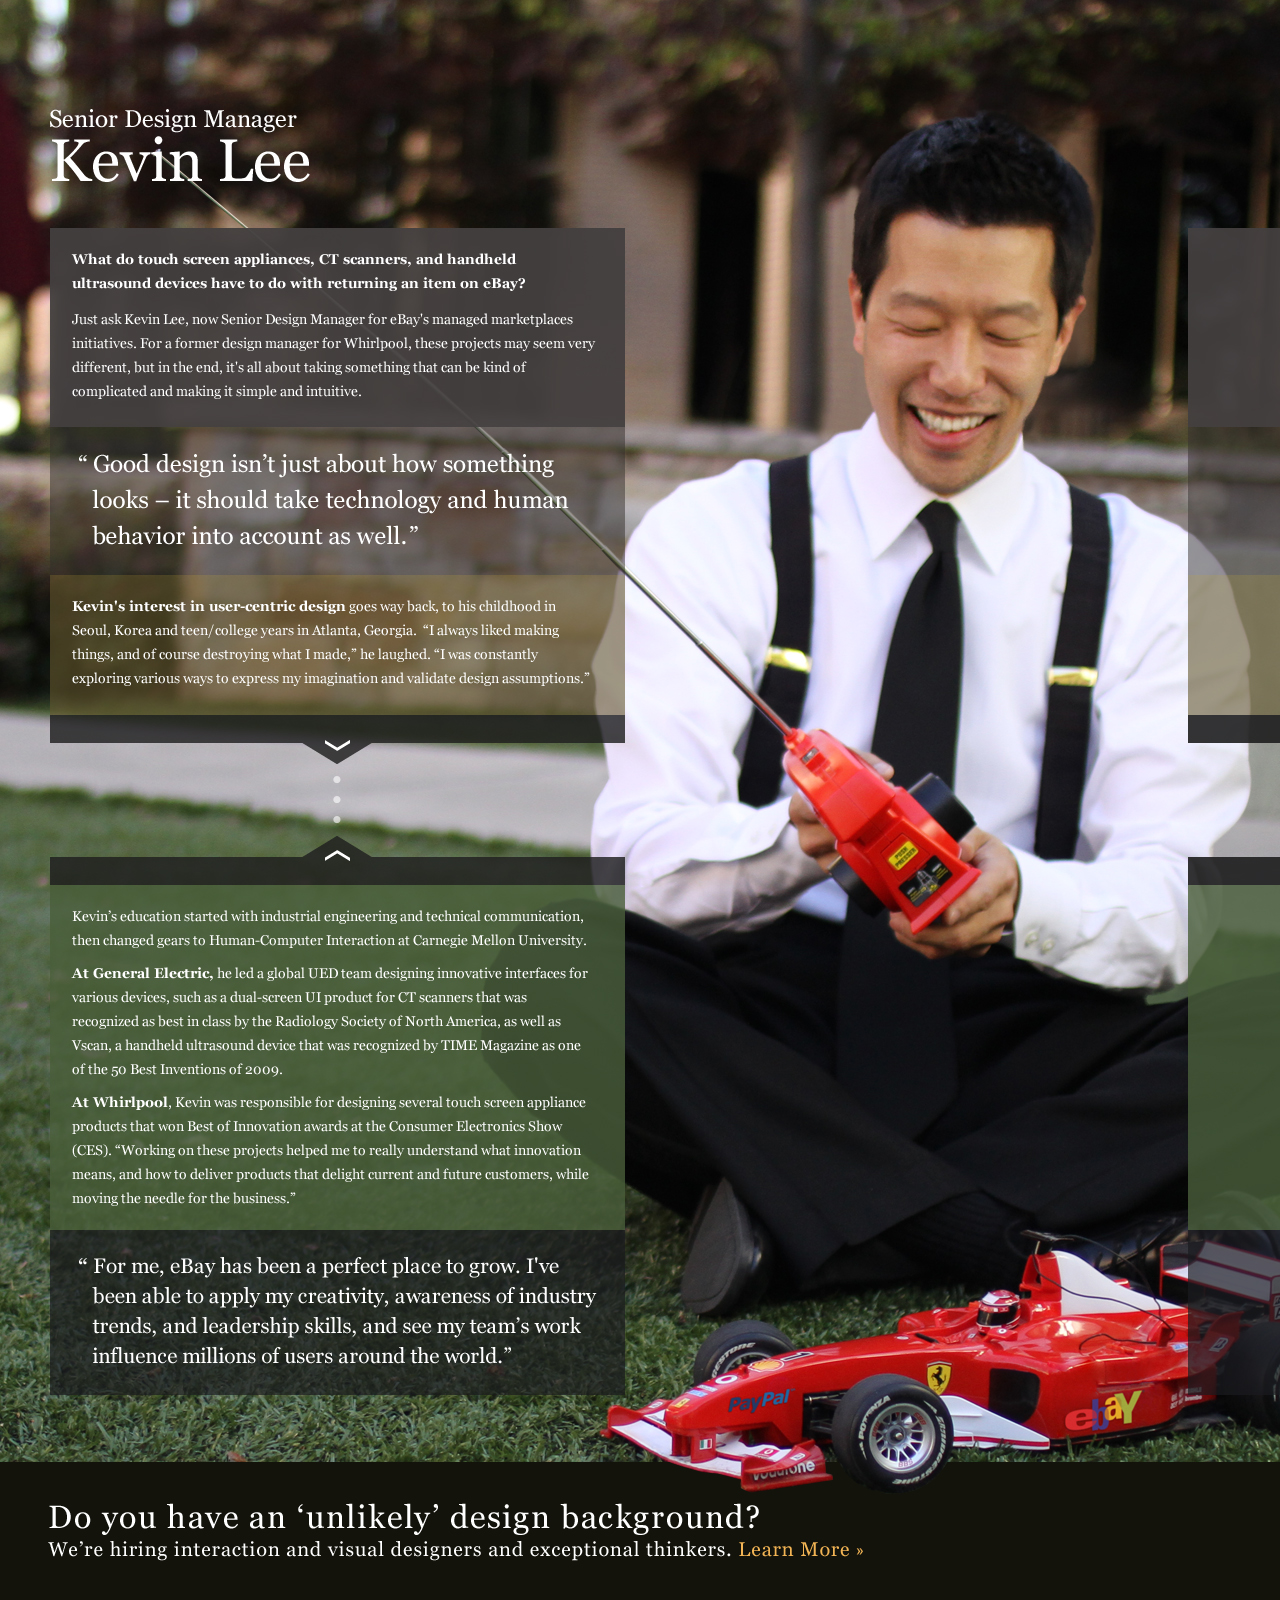 Senior Design Manager
Kevin Lee
What do touch screen appliances, CT scanners, and handheld
ultrasound devices have to do with returning an item on eBay?
Just ask Kevin Lee, now Senior Design Manager for eBay's managed marketplaces
initiatives. For a former design manager for Whirlpool, these projects may seem very
different, but in the end, it's all about taking something that can be kind of
complicated and making it simple and intuitive.
“ Good design isn’t just about how something
looks – it should take technology and human
behavior into account as well.”
Kevin's interest in user-centric design goes way back, to his childhood in
Seoul, Korea and teen/college years in Atlanta, Georgia.  “I always liked making
things, and of course destroying what I made,” he laughed. “I was constantly
exploring various ways to express my imagination and validate design assumptions.”
Kevin’s education started with industrial engineering and technical communication,
then changed gears to Human-Computer Interaction at Carnegie Mellon University.
At General Electric, he led a global UED team designing innovative interfaces for
various devices, such as a dual-screen UI product for CT scanners that was
recognized as best in class by the Radiology Society of North America, as well as
Vscan, a handheld ultrasound device that was recognized by TIME Magazine as one
of the 50 Best Inventions of 2009.
At Whirlpool, Kevin was responsible for designing several touch screen appliance
products that won Best of Innovation awards at the Consumer Electronics Show
(CES). “Working on these projects helped me to really understand what innovation
means, and how to deliver products that delight current and future customers, while
moving the needle for the business.”
“ For me, eBay has been a perfect place to grow. I've
been able to apply my creativity, awareness of industry
trends, and leadership skills, and see my team’s work
influence millions of users around the world.”
1
PayPal
ebaY
POTENZA
vodafone
Do you have an ‘unlikely’ design background?
We’re hiring interaction and visual designers and exceptional thinkers. Learn More »